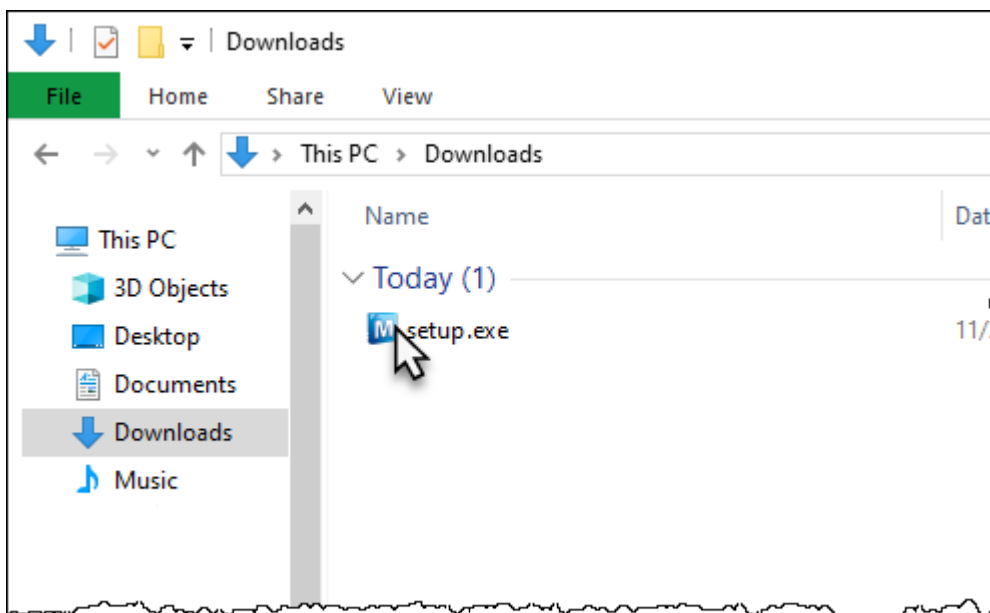 Downloads
File Home Share View
This PC > Downloads
Name
This PC
3D Objects
Desktop
Documents
Downloads
Music
Today (1)
M setup.exe
11/